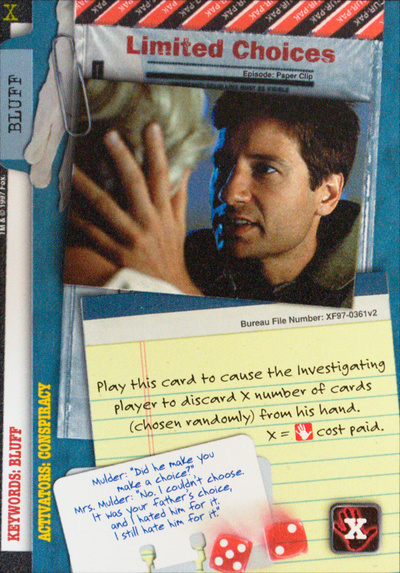 X
BLUFF
Limited Choices
Episode: Paper Clip
TM & © 1997 Fox.
Bureau File Number: XF97-0361v2
Play this card to cause the Investigating
player to discard X number of cards
(chosen randomly) from his hand.
X = cost paid.
KEYWORDS: BLUFF
ACTIVATORS: CONSPIRACY
Mulder: "Did he make you
make a choice?"
Mrs. Mulder: "No. I couldn't choose.
It was your father's choice,
and I hated him for it.
I still hate him for it."
X